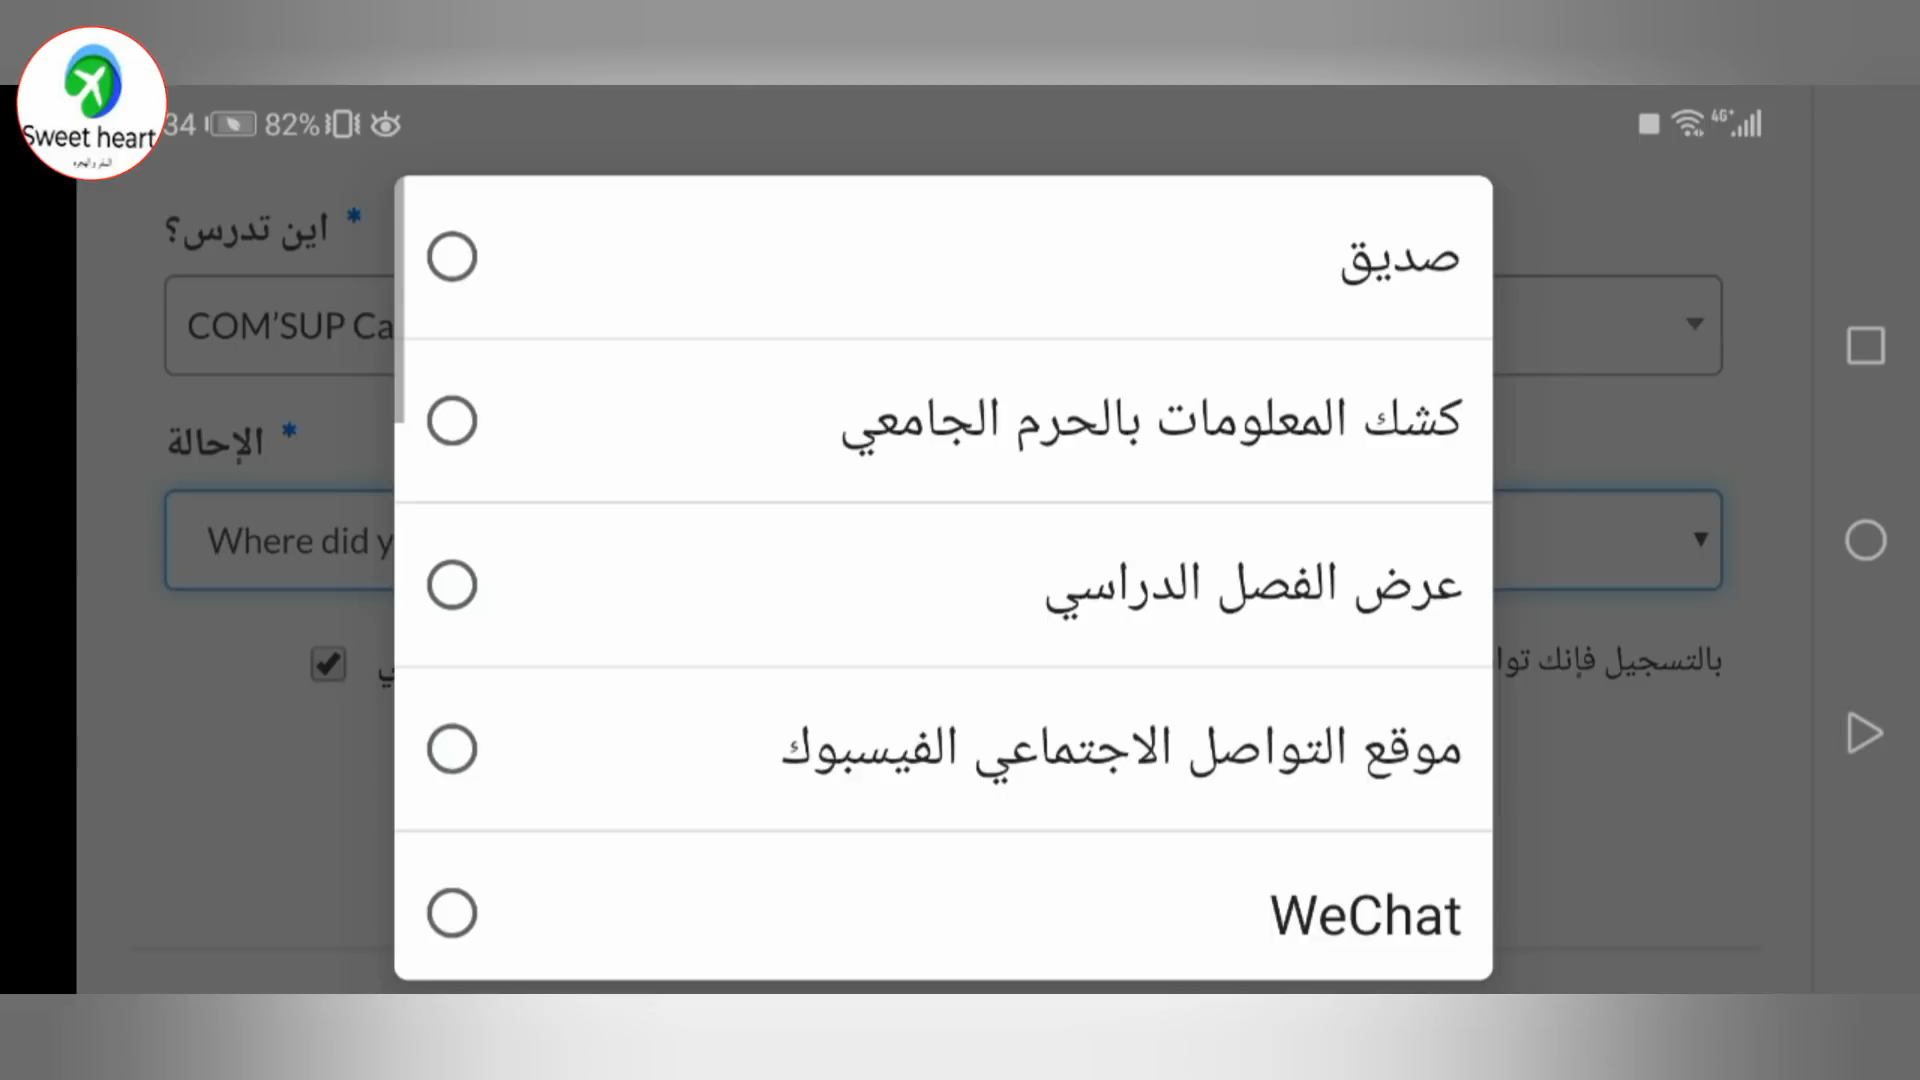 Sweet heart
34
82%
4G+
اين تدرس؟ *
COM'SUP Ca
الإحالة *
Where did y
بالتسجيل فإنك توا
صديق
كشك المعلومات بالحرم الجامعي
عرض الفصل الدراسي
موقع التواصل الاجتماعي الفيسبوك
WeChat